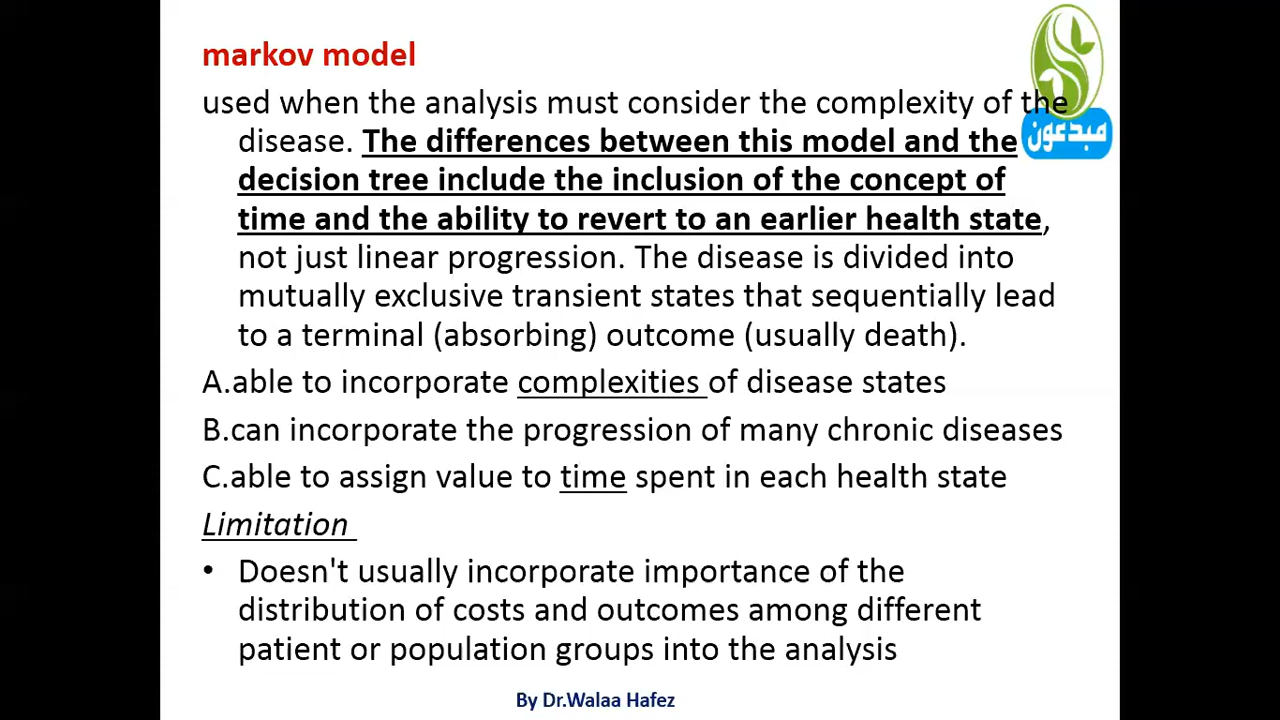 markov model
used when the analysis must consider the complexity of the
disease. The differences between this model and the
decision tree include the inclusion of the concept of
time and the ability to revert to an earlier health state,
not just linear progression. The disease is divided into
mutually exclusive transient states that sequentially lead
to a terminal (absorbing) outcome (usually death).
A.able to incorporate complexities of disease states
B.can incorporate the progression of many chronic diseases
C.able to assign value to time spent in each health state
Limitation
• Doesn't usually incorporate importance of the
distribution of costs and outcomes among different
patient or population groups into the analysis
By Dr.Walaa Hafez
مبدعون